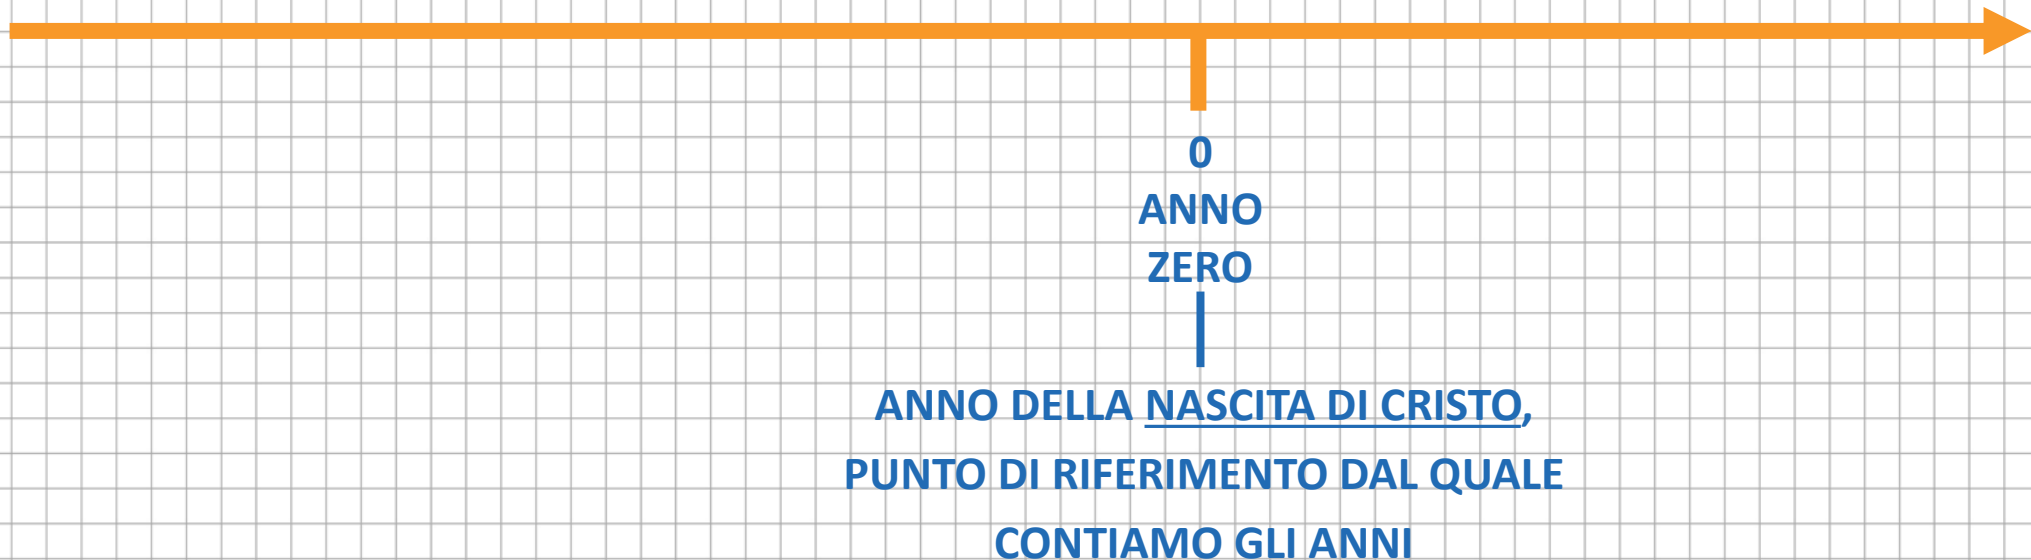 0
ANNO
ZERO
ANNO DELLA NASCITA DI CRISTO,
PUNTO DI RIFERIMENTO DAL QUALE
CONTIAMO GLI ANNI